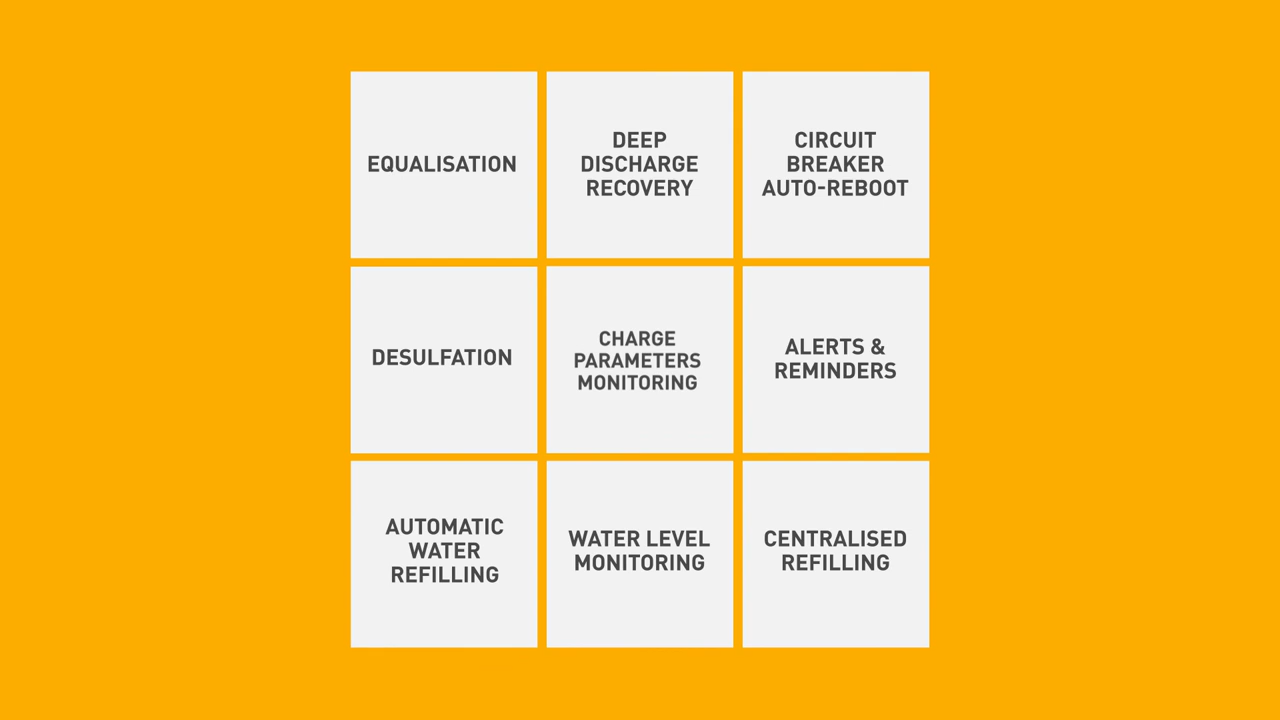 EQUALISATION
DEEP
DISCHARGE
RECOVERY
CIRCUIT
BREAKER
AUTO-REBOOT
DESULFATION
CHARGE
PARAMETERS
MONITORING
ALERTS &
REMINDERS
AUTOMATIC
WATER
REFILLING
WATER LEVEL
MONITORING
CENTRALISED
REFILLING